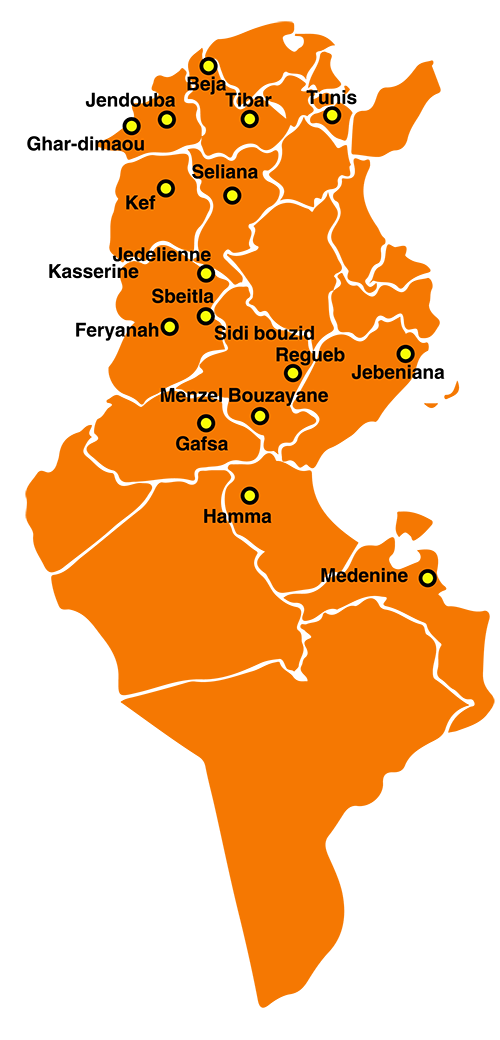 Beja
Jendouba
Tibar
Tunis
Ghar-dimaou
Seliana
Kef
Jedelienne
Kasserine
Sbeitla
Feryanah
Sidi bouzid
Regueb
Jebeniana
Menzel Bouzayane
Gafsa
Hamma
Medenine